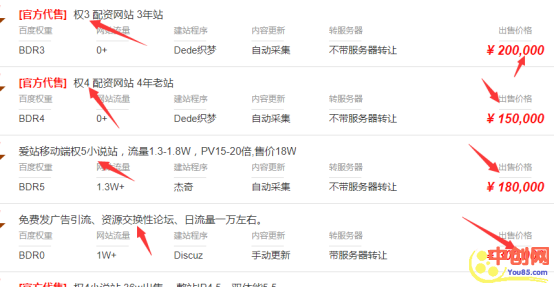 [官方代售] 权3 配资网站 3年站
百度权重 网站流量 建站程序 内容更新 转服务器 出售价格
BDR3 0+ Dede织梦 自动采集 不带服务器转让 ¥ 200,000
[官方代售] 权4 配资网站 4年老站
百度权重 网站流量 建站程序 内容更新 转服务器 出售价格
BDR4 0+ Dede织梦 自动采集 不带服务器转让 ¥ 150,000
爱站移动端权5小说站，流量1.3-1.8W，PV15-20倍,售价18W
百度权重 网站流量 建站程序 内容更新 转服务器 出售价格
BDR5 1.3W+ 杰奇 自动采集 不带服务器转让 ¥ 180,000
免费发广告引流、资源交换性论坛、日流量一万左右。
百度权重 网站流量 建站程序 内容更新 转服务器 出售价格
BDR0 1W+ Discuz 手动更新 带服务器转让 ¥
中创网
You85.com